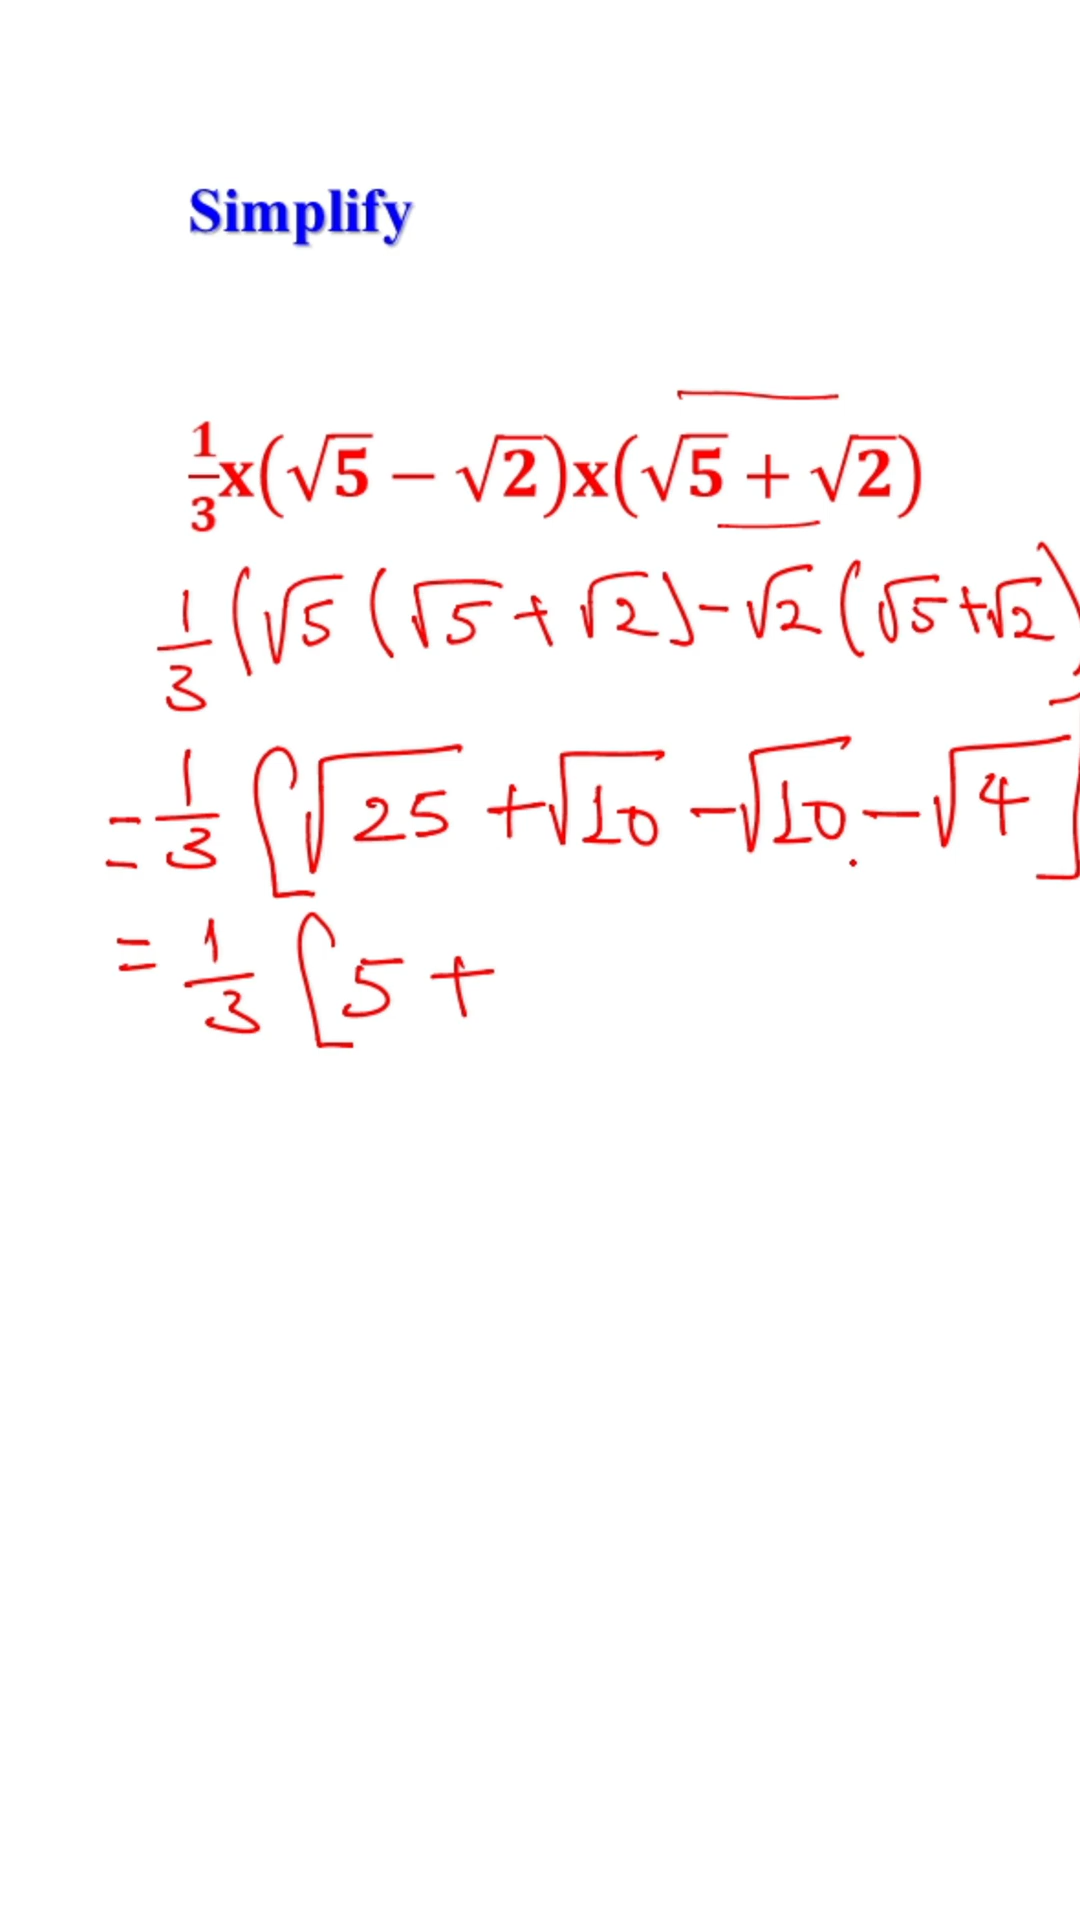 Simplify
1/3x(√5 − √2)x(√5 + √2)
1/3 (√5 (√5 + √2) - √2 (√5 + √2)
= 1/3 [√25 + √10 - √10 - √4]
= 1/3 [5 +